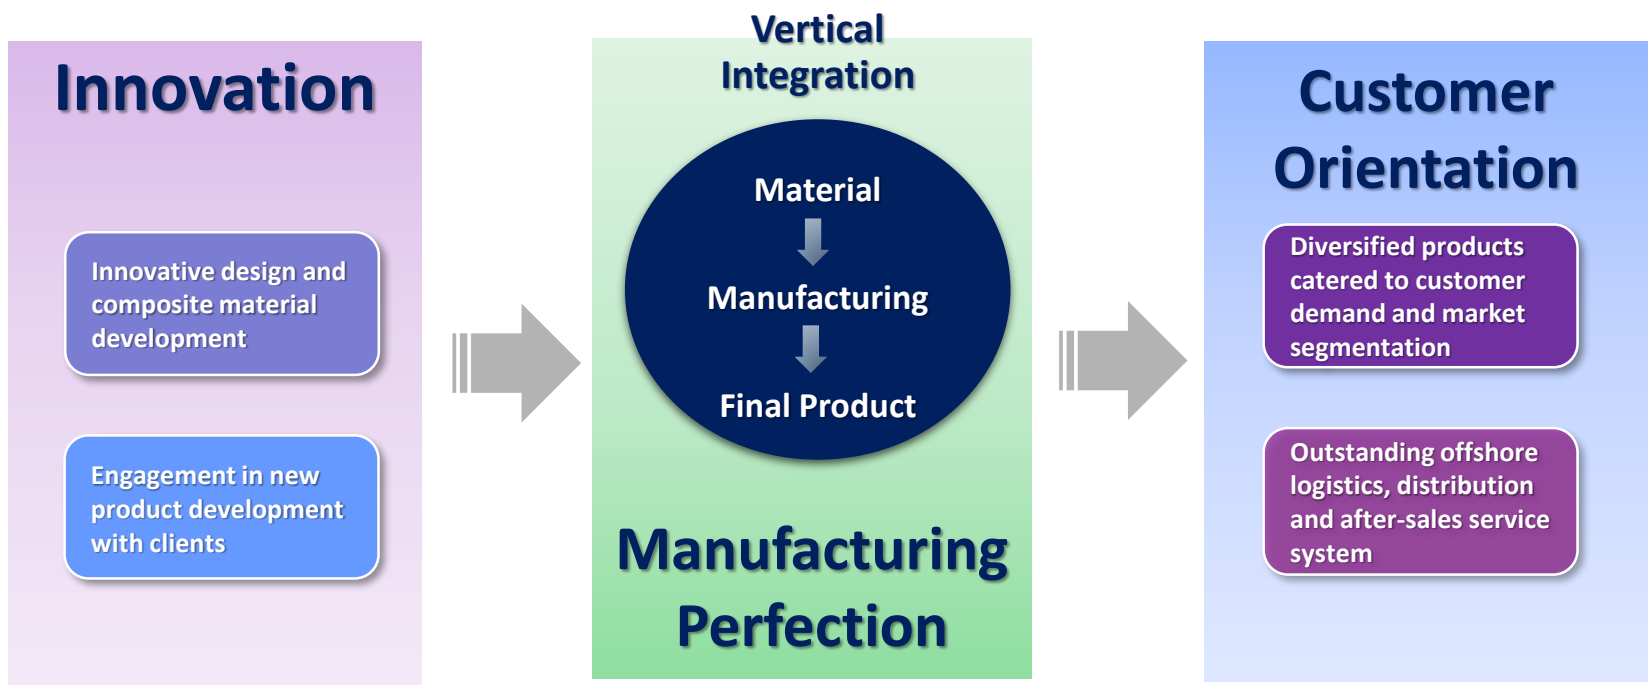 Innovation
Innovative design and
composite material
development
Engagement in new
product development
with clients
Vertical
Integration
Material
Manufacturing
Final Product
Manufacturing
Perfection
Customer
Orientation
Diversified products
catered to customer
demand and market
segmentation
Outstanding offshore
logistics, distribution
and after-sales service
system